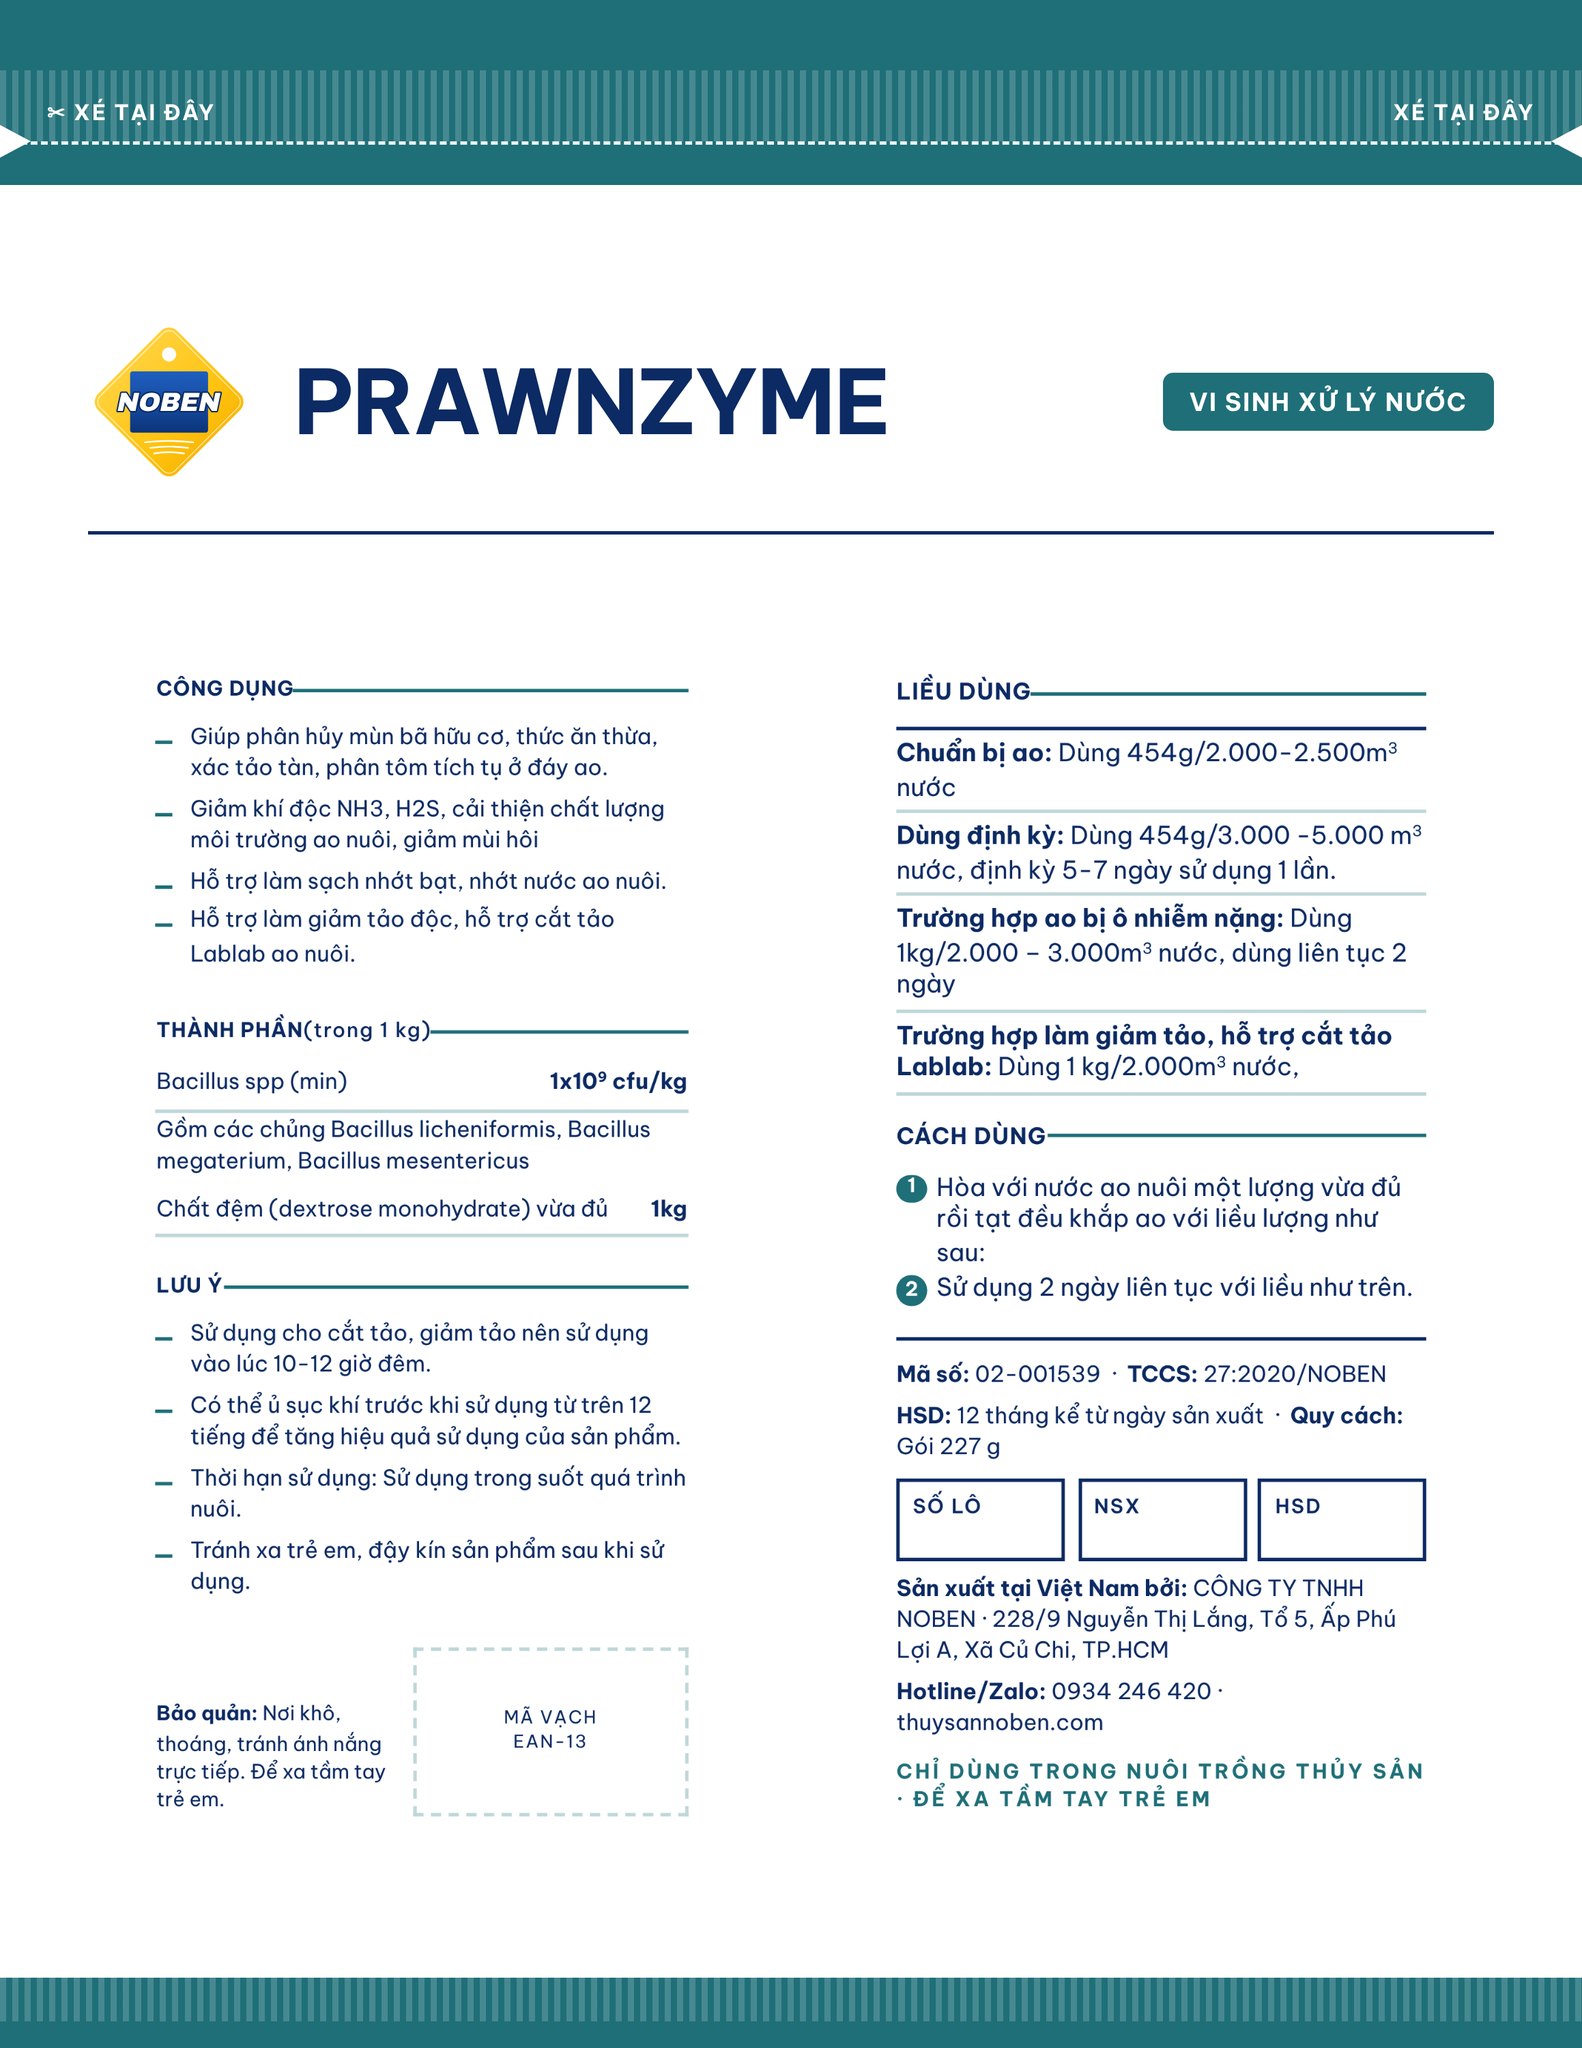 ✂ XÉ TẠI ĐÂY
XÉ TẠI ĐÂY
NOBEN
PRAWNZYME
VI SINH XỬ LÝ NƯỚC
CÔNG DỤNG
Giúp phân hủy mùn bã hữu cơ, thức ăn thừa,
xác tảo tàn, phân tôm tích tụ ở đáy ao.
Giảm khí độc NH3, H2S, cải thiện chất lượng
môi trường ao nuôi, giảm mùi hôi
Hỗ trợ làm sạch nhớt bạt, nhớt nước ao nuôi.
Hỗ trợ làm giảm tảo độc, hỗ trợ cắt tảo
Lablab ao nuôi.
THÀNH PHẦN(trong 1 kg)
Bacillus spp (min) 1x10⁹ cfu/kg
Gồm các chủng Bacillus licheniformis, Bacillus
megaterium, Bacillus mesentericus
Chất đệm (dextrose monohydrate) vừa đủ 1kg
LƯU Ý
Sử dụng cho cắt tảo, giảm tảo nên sử dụng
vào lúc 10-12 giờ đêm.
Có thể ủ sục khí trước khi sử dụng từ trên 12
tiếng để tăng hiệu quả sử dụng của sản phẩm.
Thời hạn sử dụng: Sử dụng trong suốt quá trình
nuôi.
Tránh xa trẻ em, đậy kín sản phẩm sau khi sử
dụng.
Bảo quản: Nơi khô,
thoáng, tránh ánh nắng
trực tiếp. Để xa tầm tay
trẻ em.
MÃ VẠCH
EAN-13
LIỀU DÙNG
Chuẩn bị ao: Dùng 454g/2.000-2.500m³
nước
Dùng định kỳ: Dùng 454g/3.000 -5.000 m³
nước, định kỳ 5-7 ngày sử dụng 1 lần.
Trường hợp ao bị ô nhiễm nặng: Dùng
1kg/2.000 – 3.000m³ nước, dùng liên tục 2
ngày
Trường hợp làm giảm tảo, hỗ trợ cắt tảo
Lablab: Dùng 1 kg/2.000m³ nước,
CÁCH DÙNG
1 Hòa với nước ao nuôi một lượng vừa đủ
rồi tạt đều khắp ao với liều lượng như
sau:
2 Sử dụng 2 ngày liên tục với liều như trên.
Mã số: 02-001539 · TCCS: 27:2020/NOBEN
HSD: 12 tháng kể từ ngày sản xuất · Quy cách:
Gói 227 g
SỐ LÔ
NSX
HSD
Sản xuất tại Việt Nam bởi: CÔNG TY TNHH
NOBEN · 228/9 Nguyễn Thị Lắng, Tổ 5, Ấp Phú
Lợi A, Xã Củ Chi, TP.HCM
Hotline/Zalo: 0934 246 420 ·
thuysannoben.com
CHỈ DÙNG TRONG NUÔI TRỒNG THỦY SẢN
· ĐỂ XA TẦM TAY TRẺ EM